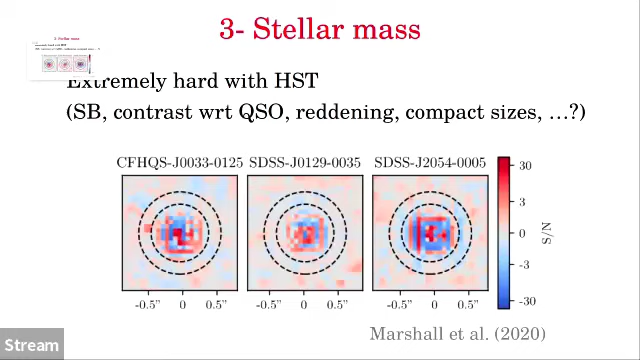 3- Stellar mass
Extremely hard with HST
(SB, contrast wrt QSO, reddening, compact sizes, …?)
CFHQS-J0033-0125 SDSS-J0129-0035 SDSS-J2054-0005
30
3
0
-3
-30
S/N
-0.5" 0 0.5" -0.5" 0 0.5" -0.5" 0 0.5"
Marshall et al. (2020)
Stream